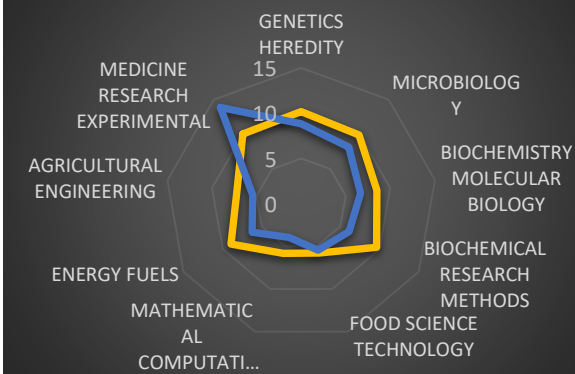 GENETICS
HEREDITY
MICROBIOLOG
Y
BIOCHEMISTRY
MOLECULAR
BIOLOGY
BIOCHEMICAL
RESEARCH
METHODS
FOOD SCIENCE
TECHNOLOGY
MATHEMATIC
AL
COMPUTATI...
ENERGY FUELS
AGRICULTURAL
ENGINEERING
MEDICINE
RESEARCH
EXPERIMENTAL
15
10
5
0